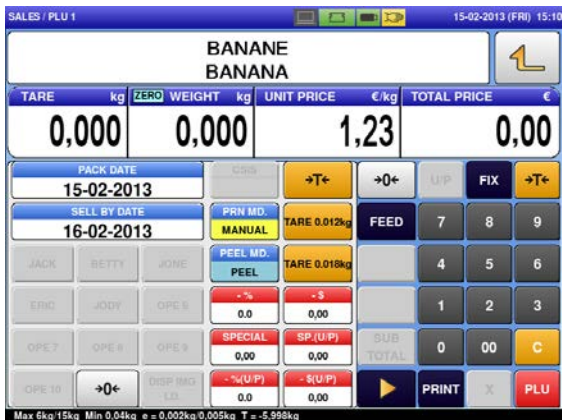 SALES / PLU 1 15-02-2013 (FRI) 15:10
BANANE
BANANA
TARE kg ZERO WEIGHT kg UNIT PRICE €/kg TOTAL PRICE €
0,000 0,000 1,23 0,00
PACK DATE
15-02-2013
→T← →0← U/P FIX →T←
SELL BY DATE
16-02-2013
PRN MD.
MANUAL
TARE 0.012kg FEED 7 8 9
JACK BETTY JONE
PEEL MD.
PEEL
TARE 0.018kg 4 5 6
ERIC JODY OPE 5
- %
0.0
- $
0,00
1 2 3
OPE 7 OPE 8 OPE 9
SPECIAL
0,00
SP.(U/P)
0,00
SUB
TOTAL
0 00 C
OPE 10 →0← DISP IMG
- %(U/P)
0.0
- $(U/P)
0,00
PRINT X PLU
Max 6kg/15kg Min 0,04kg e = 0,002kg/0,005kg T = -5,998kg